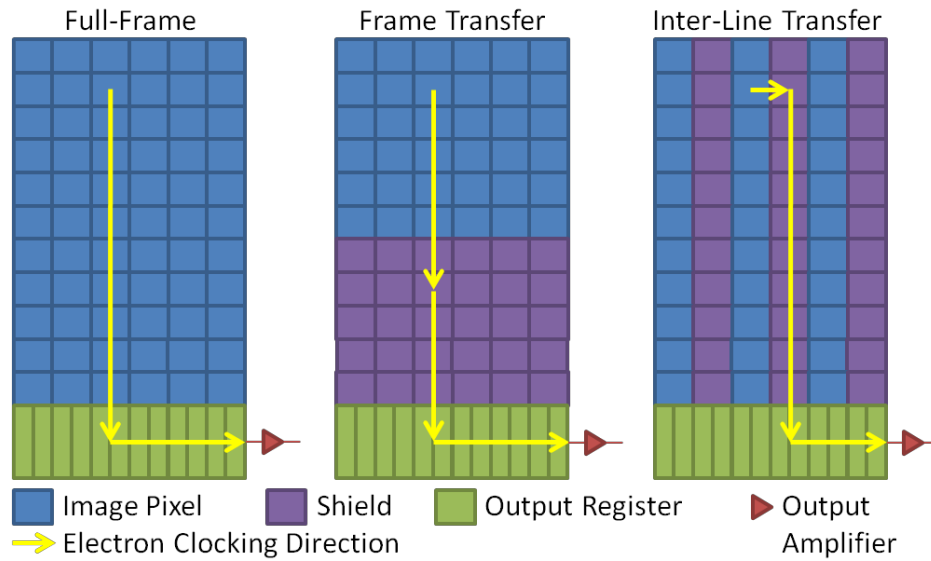 Full-Frame
Frame Transfer
Inter-Line Transfer
Image Pixel
Shield
Output Register
Output
Amplifier
Electron Clocking Direction